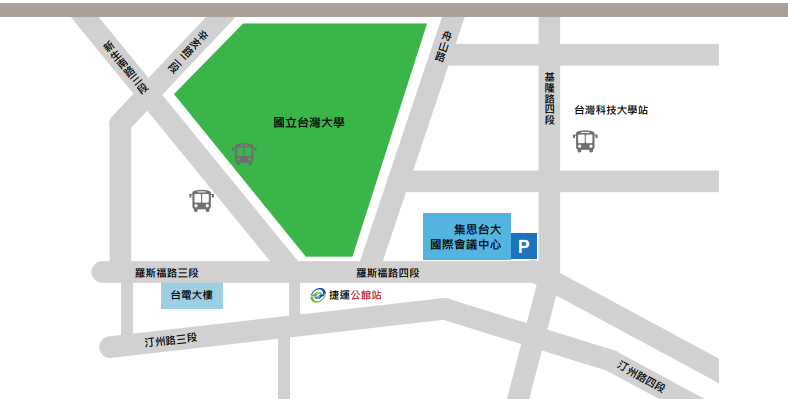 新生南路三段
辛亥路二段
舟山路
基隆路四段
台灣科技大學站
國立台灣大學
集思台大
國際會議中心
P
羅斯福路三段
羅斯福路四段
台電大樓
捷運公館站
汀州路三段
汀州路四段